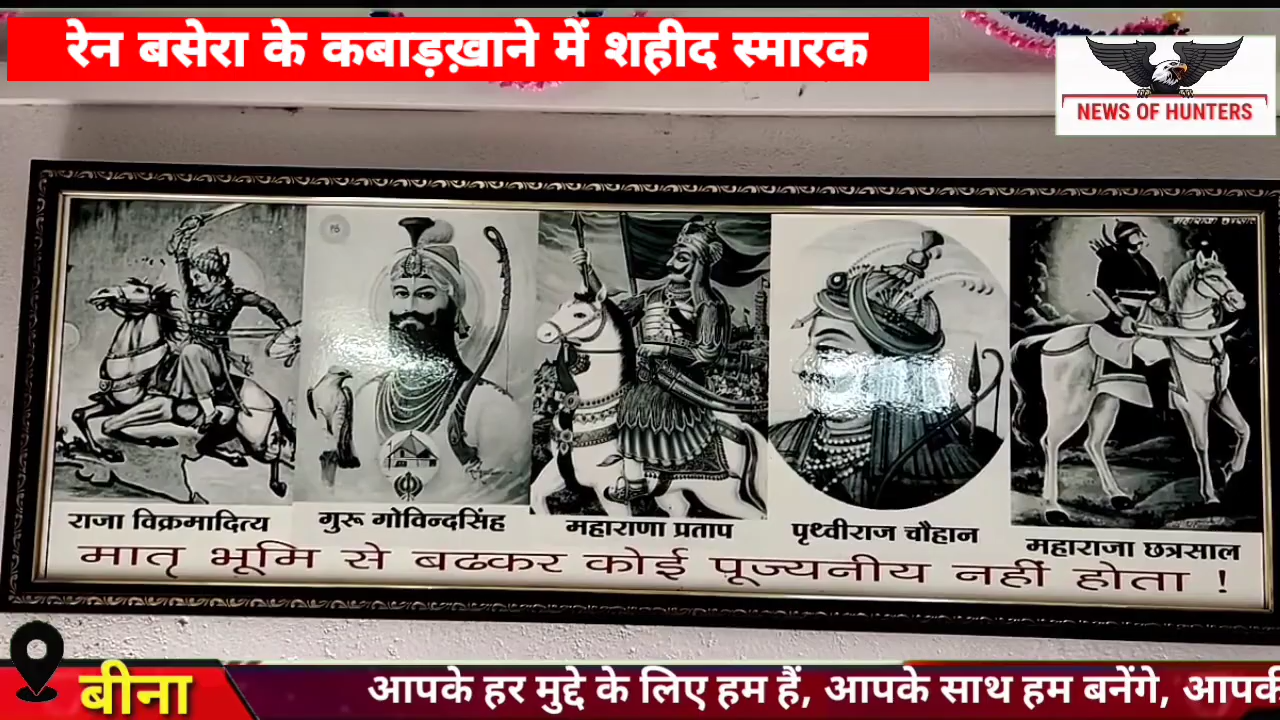 रेन बसेरा के कबाड़ख़ाने में शहीद स्मारक
NEWS OF HUNTERS
राजा विक्रमादित्य
गुरू गोविन्दसिंह
महाराणा प्रताप
पृथ्वीराज चौहान
महाराजा छत्रसाल
मातृ भूमि से बढकर कोई पूज्यनीय नहीं होता !
बीना
आपके हर मुद्दे के लिए हम हैं, आपके साथ हम बनेंगे, आपकी